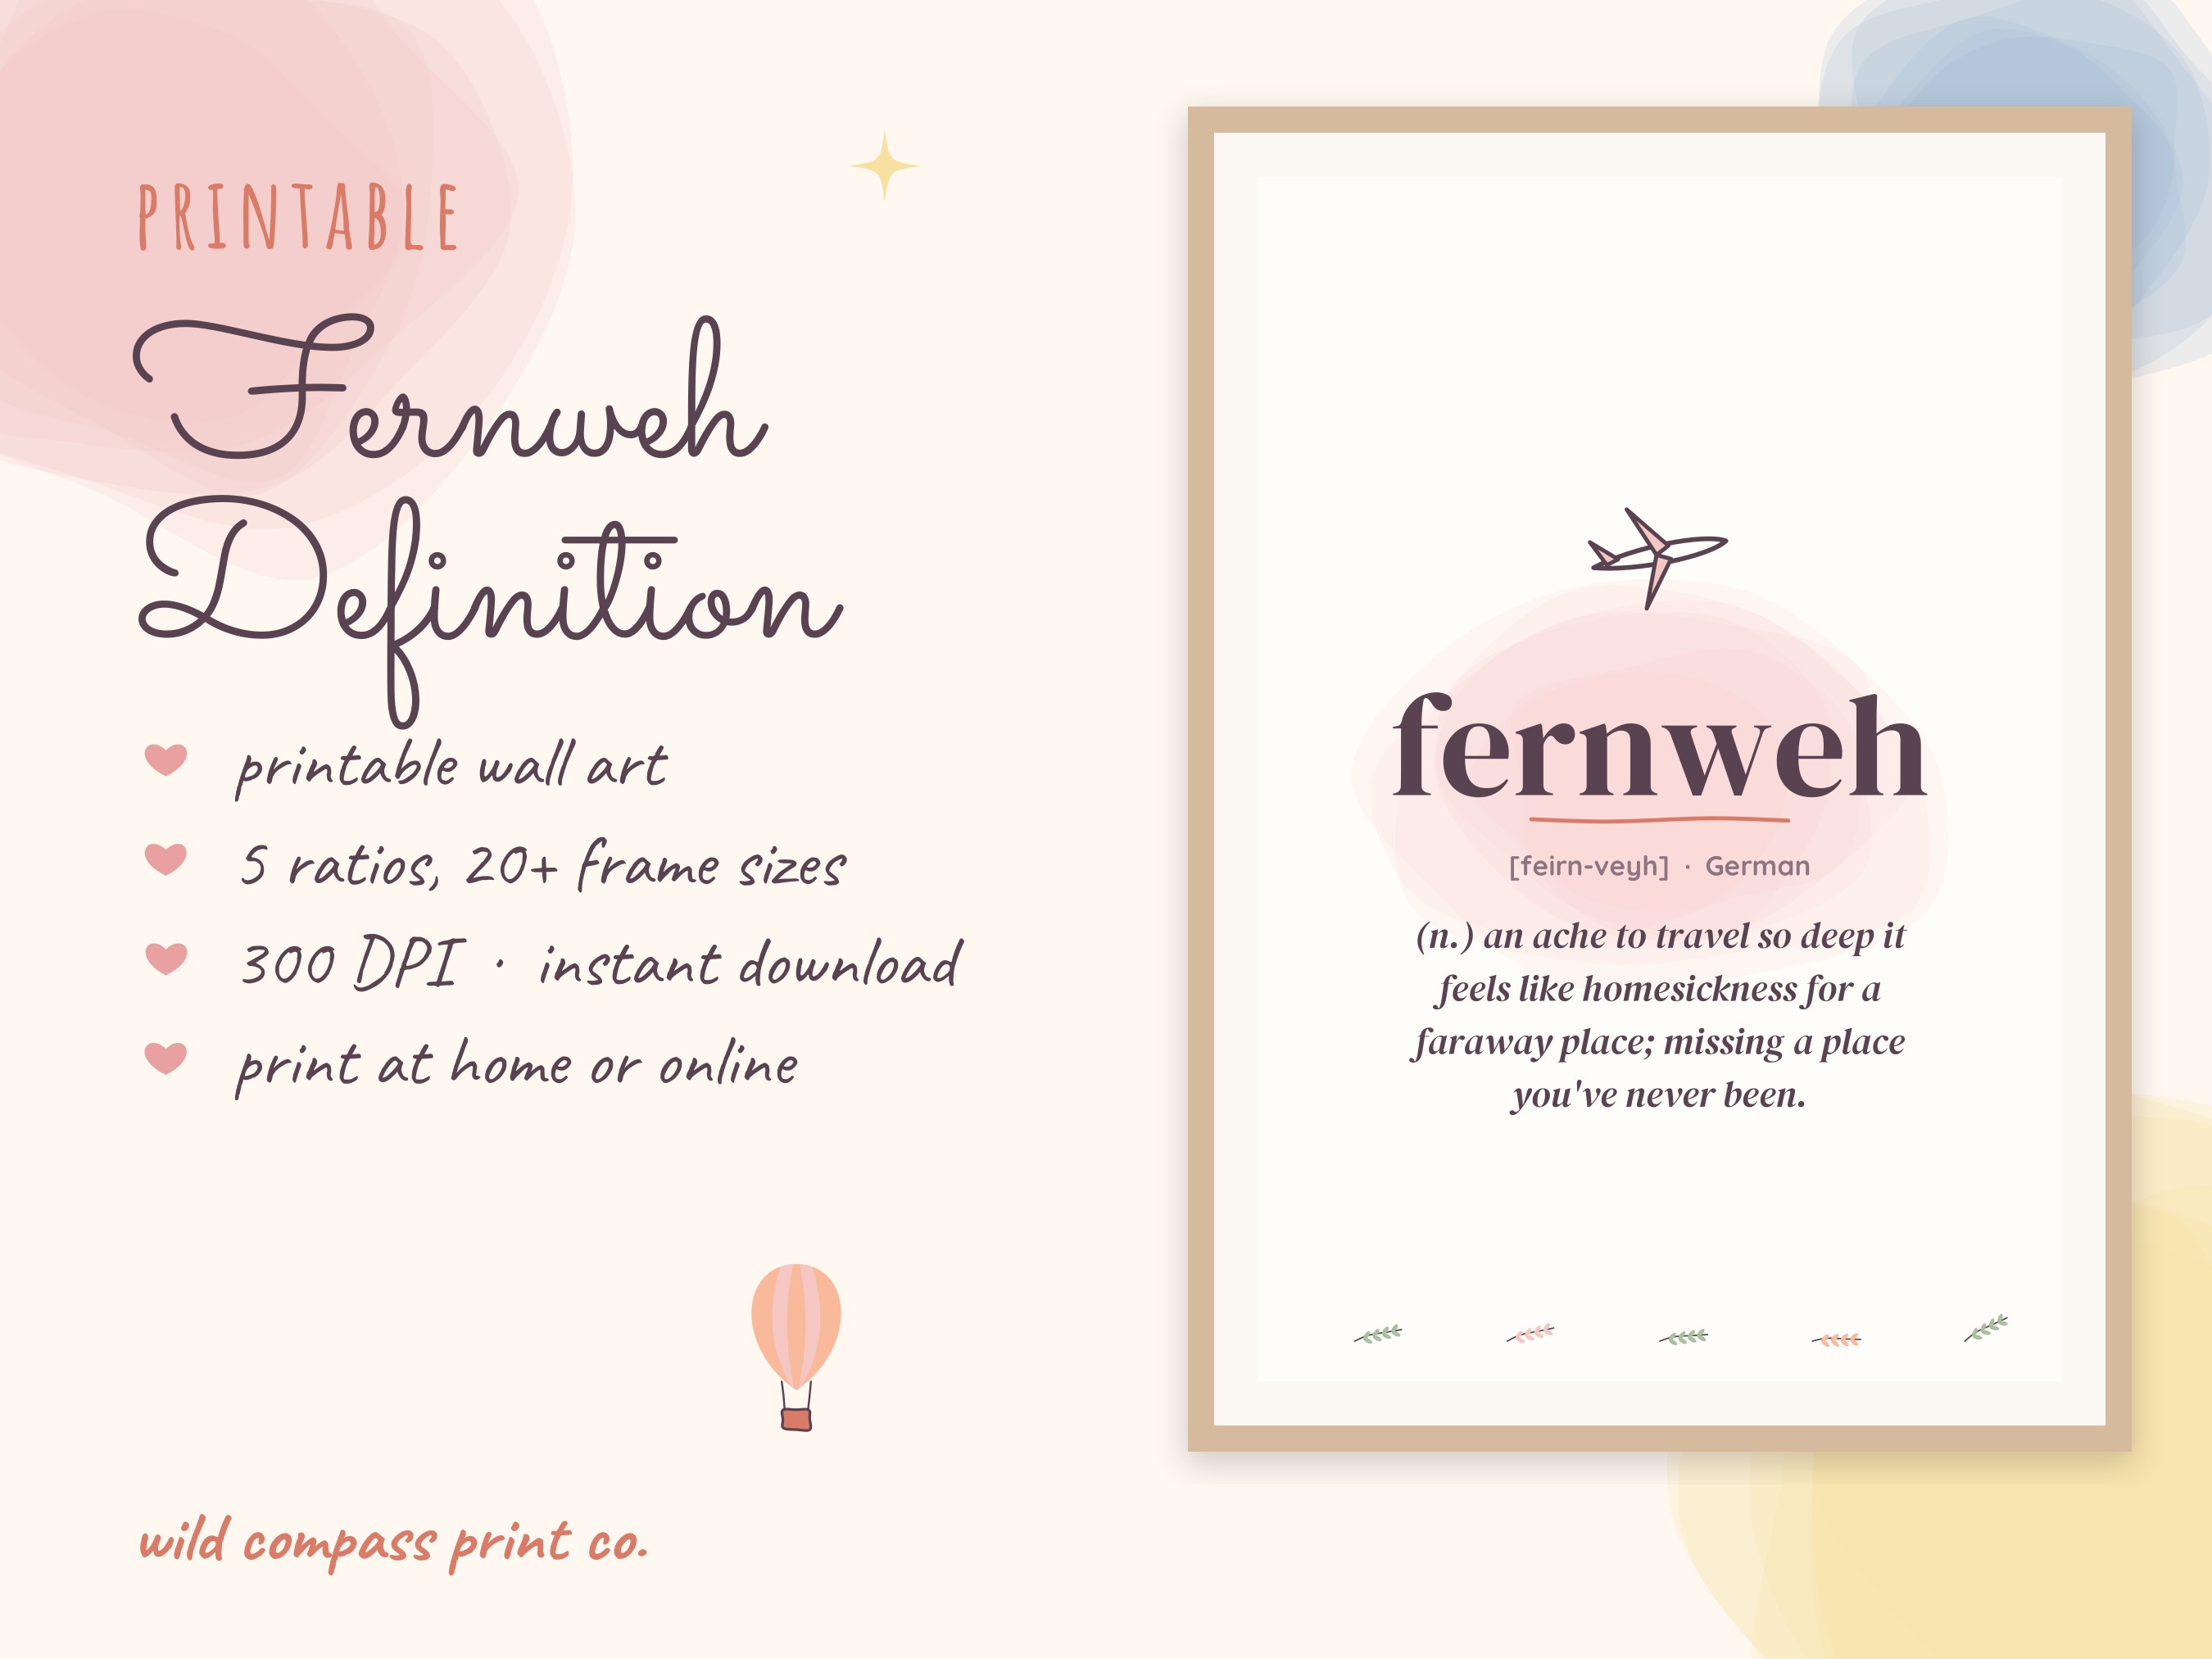 PRINTABLE
Fernweh
Definition
printable wall art
5 ratios, 20+ frame sizes
300 DPI · instant download
print at home or online
wild compass print co.
fernweh
[feirn-veyh] · German
(n.) an ache to travel so deep it
feels like homesickness for a
faraway place; missing a place
you've never been.